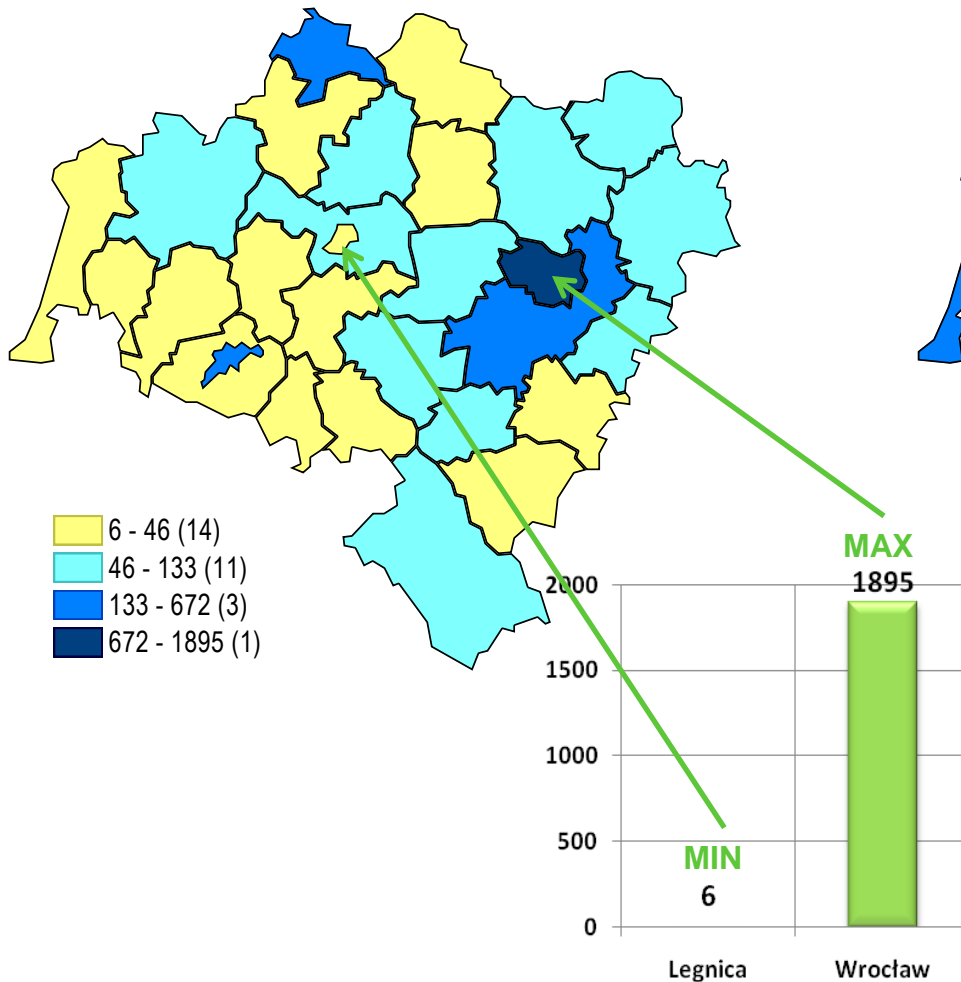 6 - 46 (14)
46 - 133 (11)
133 - 672 (3)
672 - 1895 (1)
MAX
1895
2000
1500
1000
500
0
MIN
6
Legnica
Wrocław